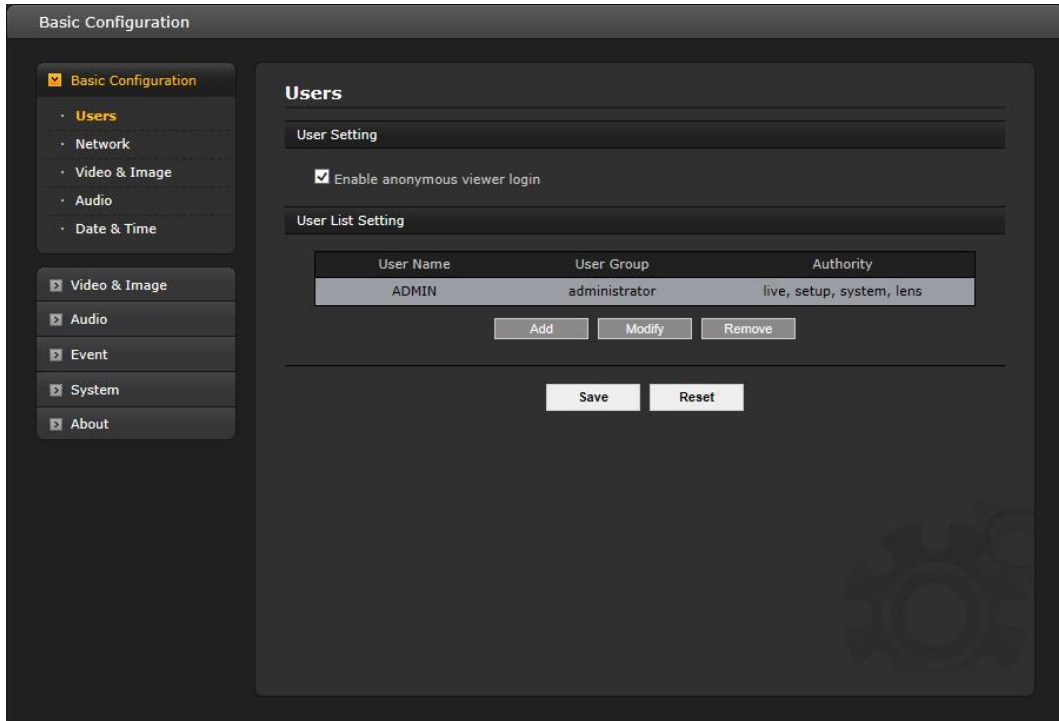 Basic Configuration
Basic Configuration
· Users
· Network
· Video & Image
· Audio
· Date & Time
Video & Image
Audio
Event
System
About
Users
User Setting
Enable anonymous viewer login
User List Setting
User Name User Group Authority
ADMIN administrator live, setup, system, lens
Add Modify Remove
Save Reset